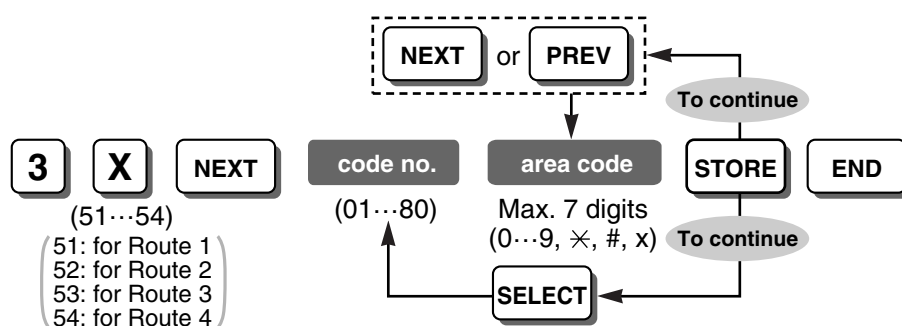 NEXT or PREV
To continue
3 X NEXT code no. area code STORE END
(51···54) (01···80) Max. 7 digits
(0···9, ✳, #, x) To continue
51: for Route 1
52: for Route 2
53: for Route 3
54: for Route 4
SELECT